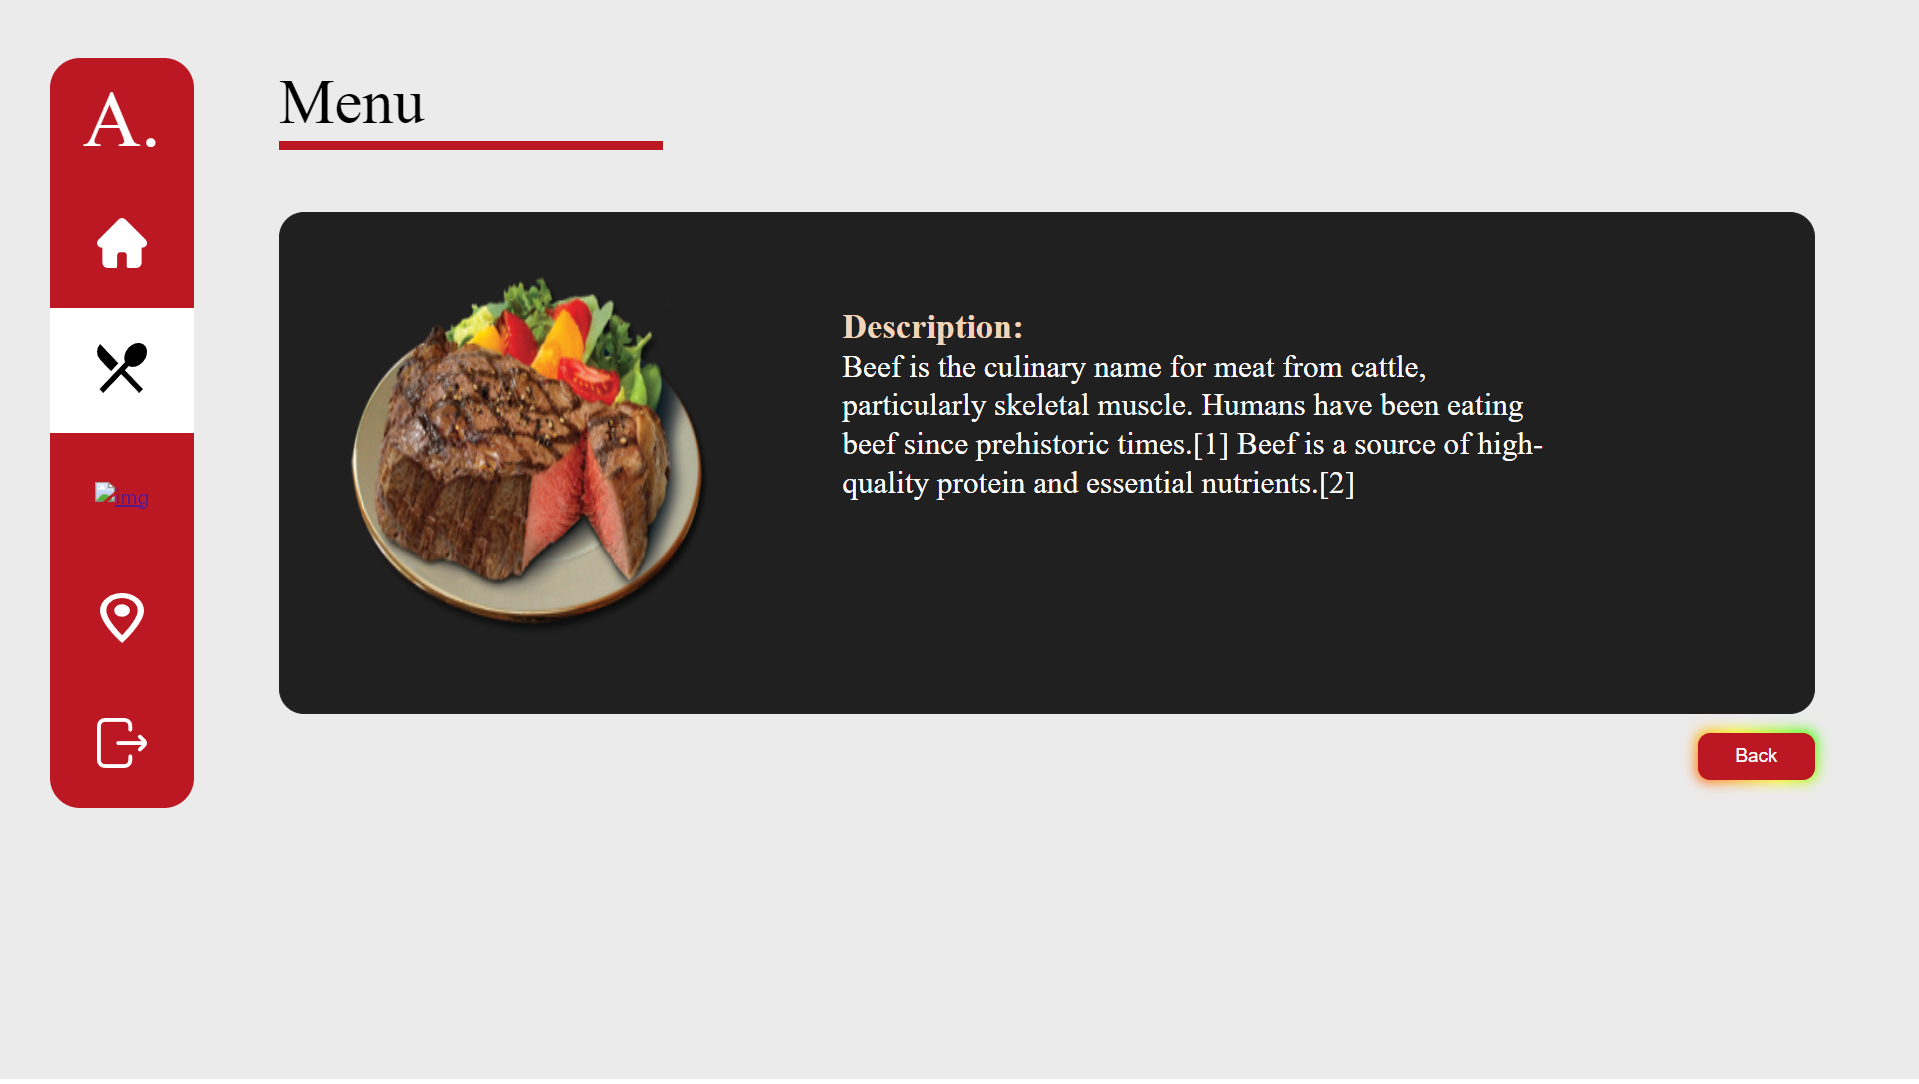 A.
Menu
Description:
Beef is the culinary name for meat from cattle,
particularly skeletal muscle. Humans have been eating
beef since prehistoric times.[1] Beef is a source of high-
quality protein and essential nutrients.[2]
img
Back